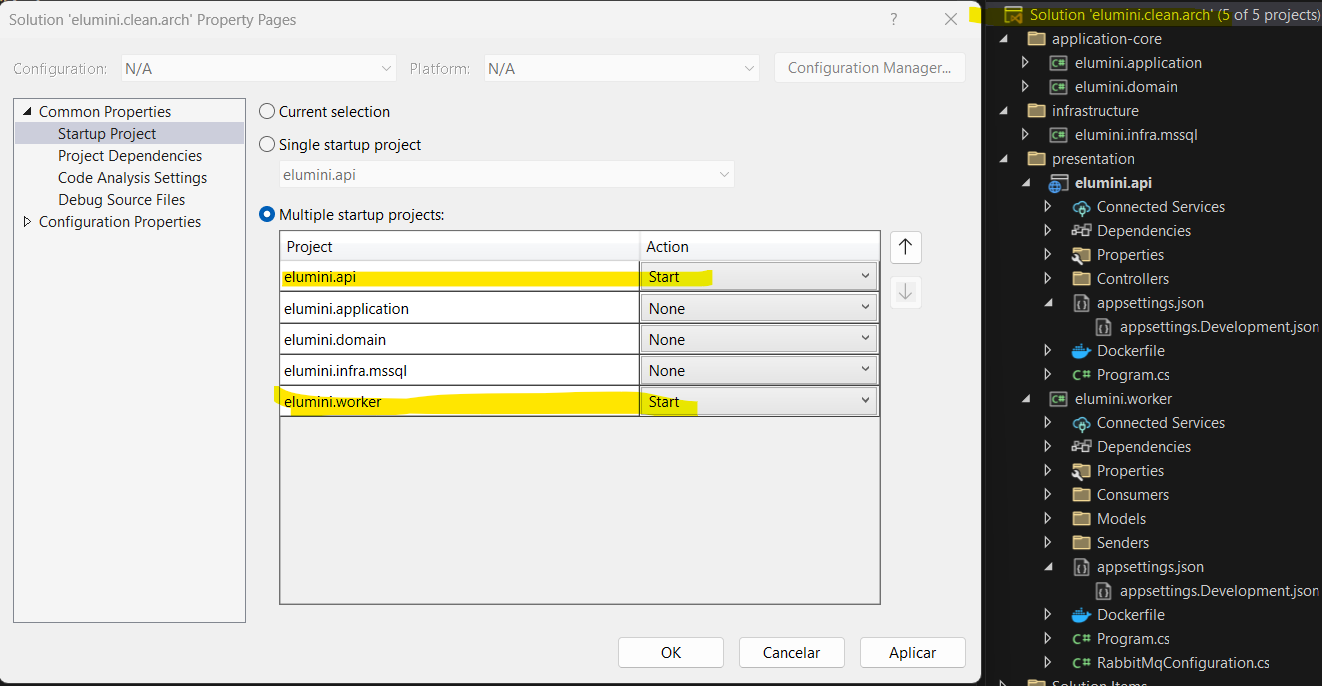 Solution 'elumini.clean.arch' Property Pages
?
Configuration:
N/A
Platform:
N/A
Configuration Manager...
Common Properties
Startup Project
Project Dependencies
Code Analysis Settings
Debug Source Files
Configuration Properties
Current selection
Single startup project
elumini.api
Multiple startup projects:
Project Action
elumini.api Start
elumini.application None
elumini.domain None
elumini.infra.mssql None
elumini.worker Start
OK
Cancelar
Aplicar
Solution 'elumini.clean.arch' (5 of 5 projects)
application-core
C# elumini.application
C# elumini.domain
infrastructure
C# elumini.infra.mssql
presentation
elumini.api
Connected Services
Dependencies
Properties
Controllers
appsettings.json
appsettings.Development.json
Dockerfile
C# Program.cs
C# elumini.worker
Connected Services
Dependencies
Properties
Consumers
Models
Senders
appsettings.json
appsettings.Development.json
Dockerfile
C# Program.cs
C# RabbitMqConfiguration.cs
Solution Items